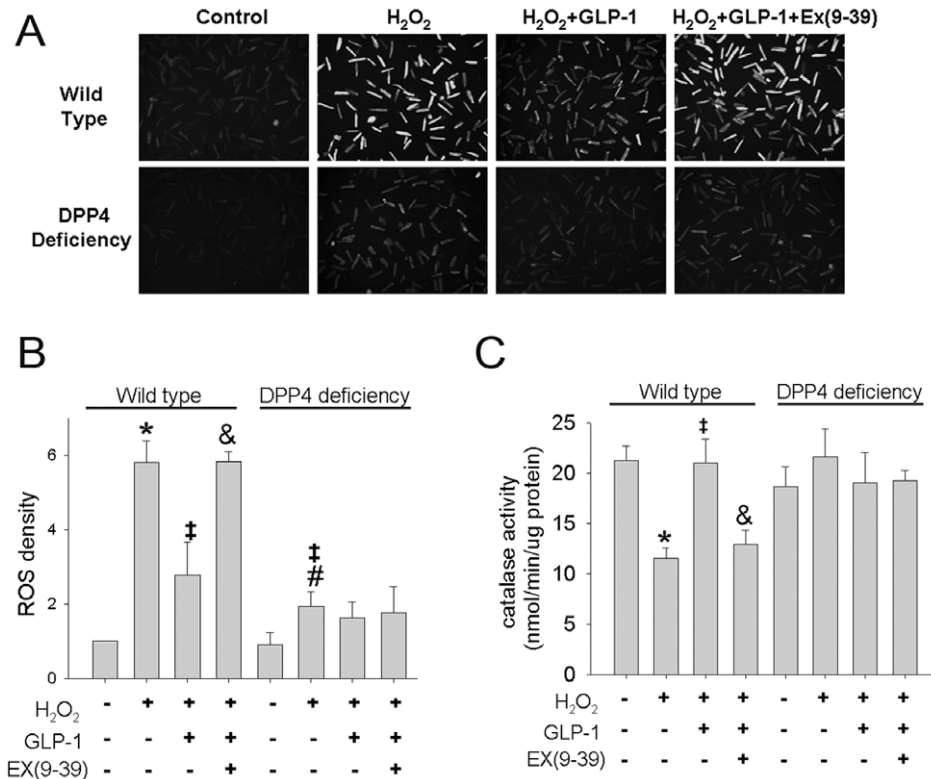 A
Control H₂O₂ H₂O₂+GLP-1 H₂O₂+GLP-1+Ex(9-39)
Wild
Type
DPP4
Deficiency
B
Wild type DPP4 deficiency
ROS density
6
4
2
0
*
‡
&
‡
#
H₂O₂ - + + + - + + +
GLP-1 - - + + - - + +
EX(9-39) - - - + - - - +
C
Wild type DPP4 deficiency
catalase activity
(nmol/min/ug protein)
25
20
15
10
5
0
*
‡
&
H₂O₂ - + + + - + + +
GLP-1 - - + + - - + +
EX(9-39) - - - + - - - +